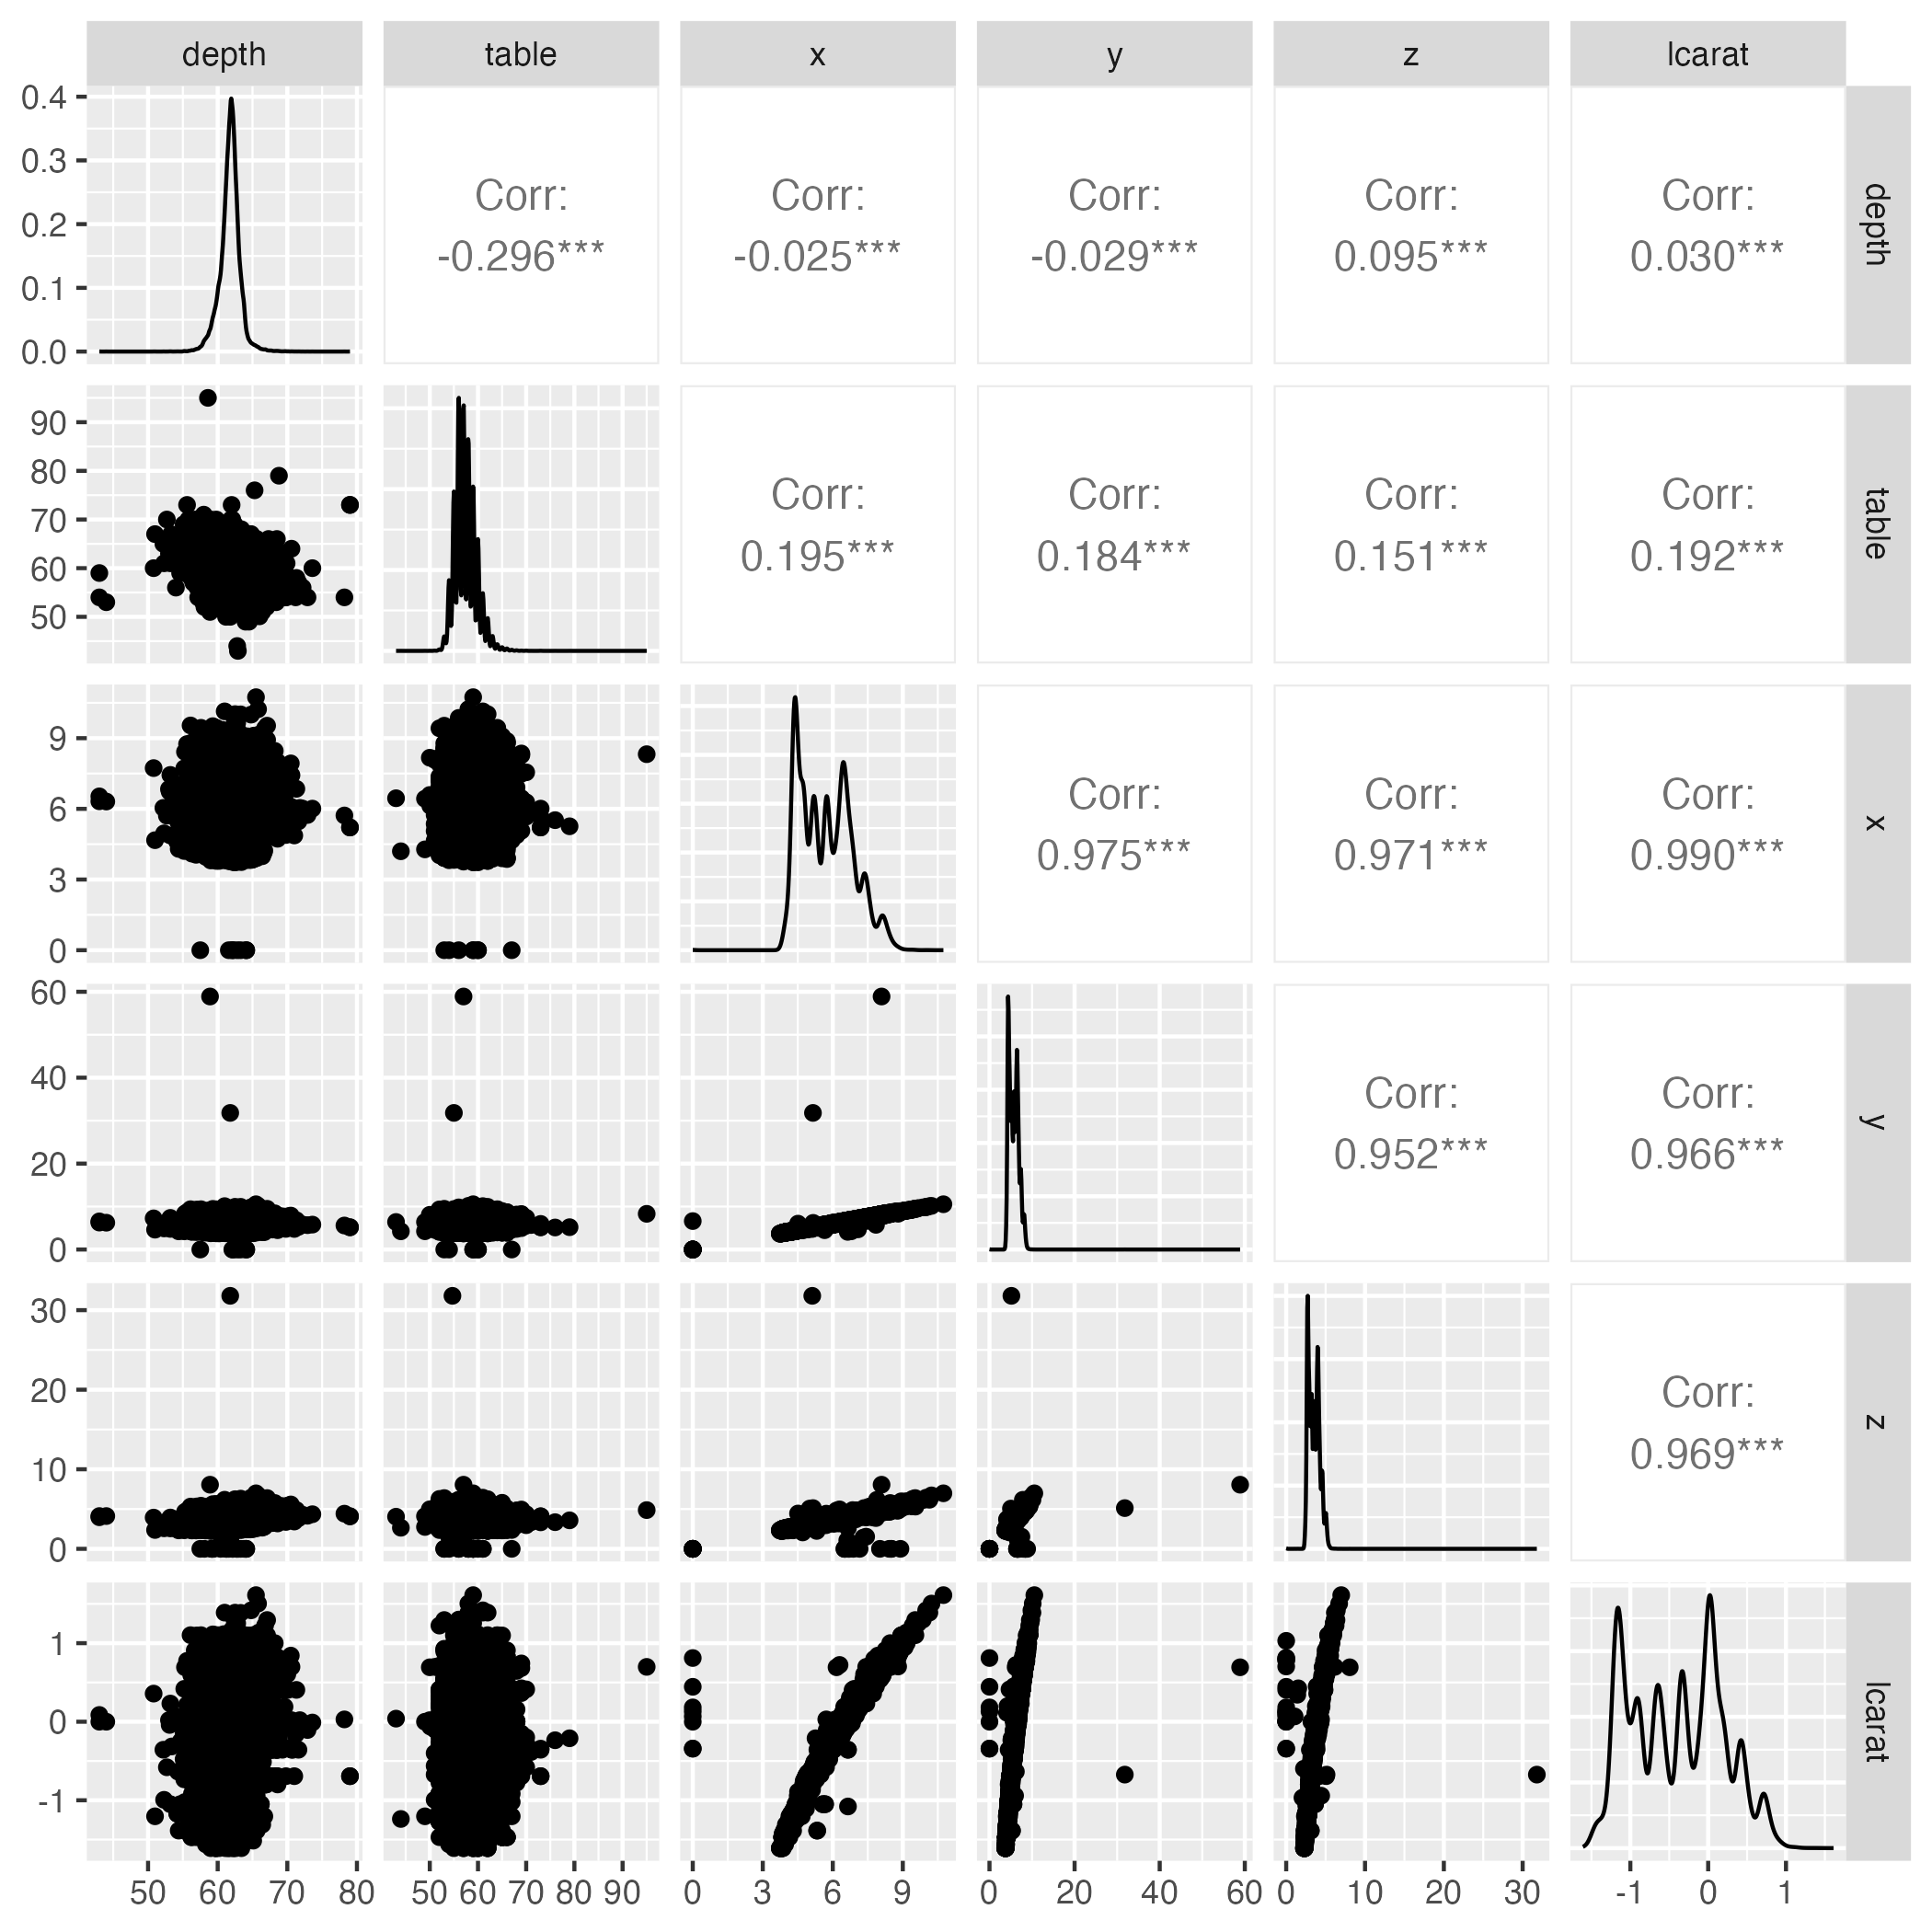 depth table x y z lcarat
0.4
0.3
0.2
0.1
0.0
Corr: Corr: Corr: Corr: Corr:
-0.296*** -0.025*** -0.029*** 0.095*** 0.030***
depth
90
80
70
60
50
Corr: Corr: Corr: Corr:
0.195*** 0.184*** 0.151*** 0.192***
table
9
6
3
0
Corr: Corr: Corr:
0.975*** 0.971*** 0.990***
x
60
40
20
0
Corr: Corr:
0.952*** 0.966***
y
30
20
10
0
Corr:
0.969***
z
1
0
-1
lcarat
50 60 70 80 50 60 70 80 90 0 3 6 9 0 20 40 60 0 10 20 30 -1 0 1